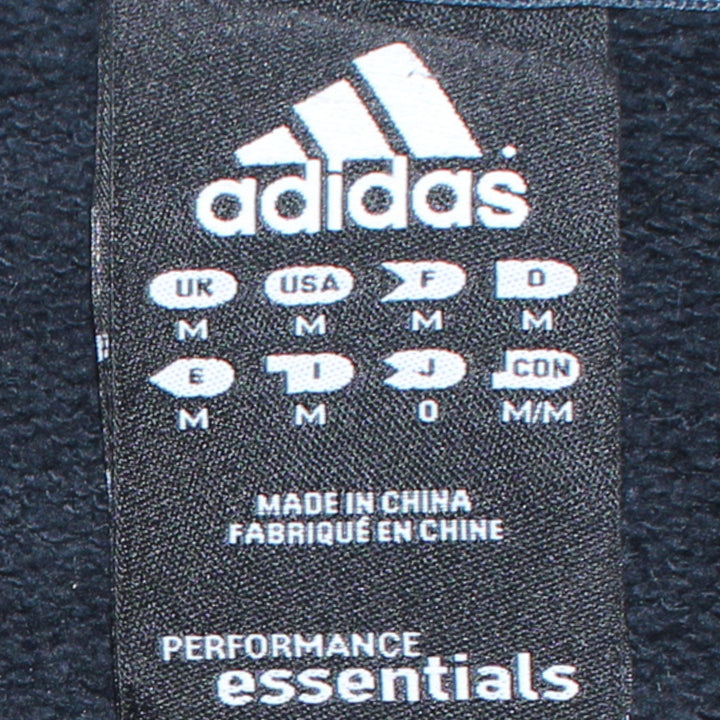 adidas
UK USA F D
M M M M
E I J CON
M M O M/M
MADE IN CHINA
FABRIQUÉ EN CHINE
PERFORMANCE
essentials